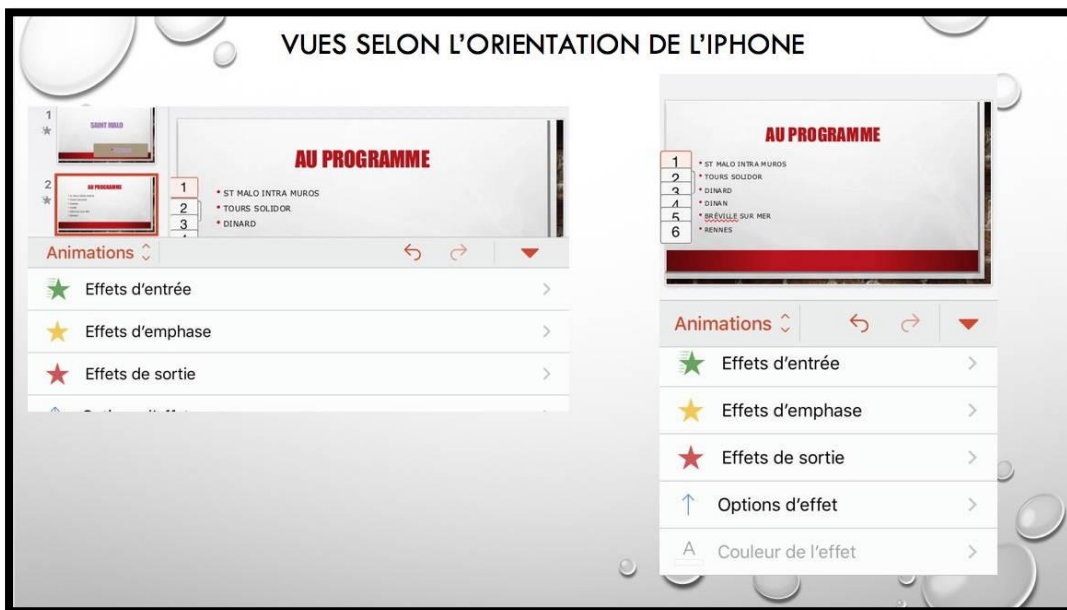 VUES SELON L'ORIENTATION DE L'IPHONE
1
SAINT MALO
2
AU PROGRAMME
AU PROGRAMME
1
• ST MALO INTRA MUROS
2
• TOURS SOLIDOR
3
• DINARD
Animations
Effets d'entrée
Effets d'emphase
Effets de sortie
AU PROGRAMME
1
• ST MALO INTRA MUROS
2
• TOURS SOLIDOR
3
• DINARD
4
• DINAN
5
• BRÉVILLE SUR MER
6
• RENNES
Animations
Effets d'entrée
Effets d'emphase
Effets de sortie
Options d'effet
A
Couleur de l'effet